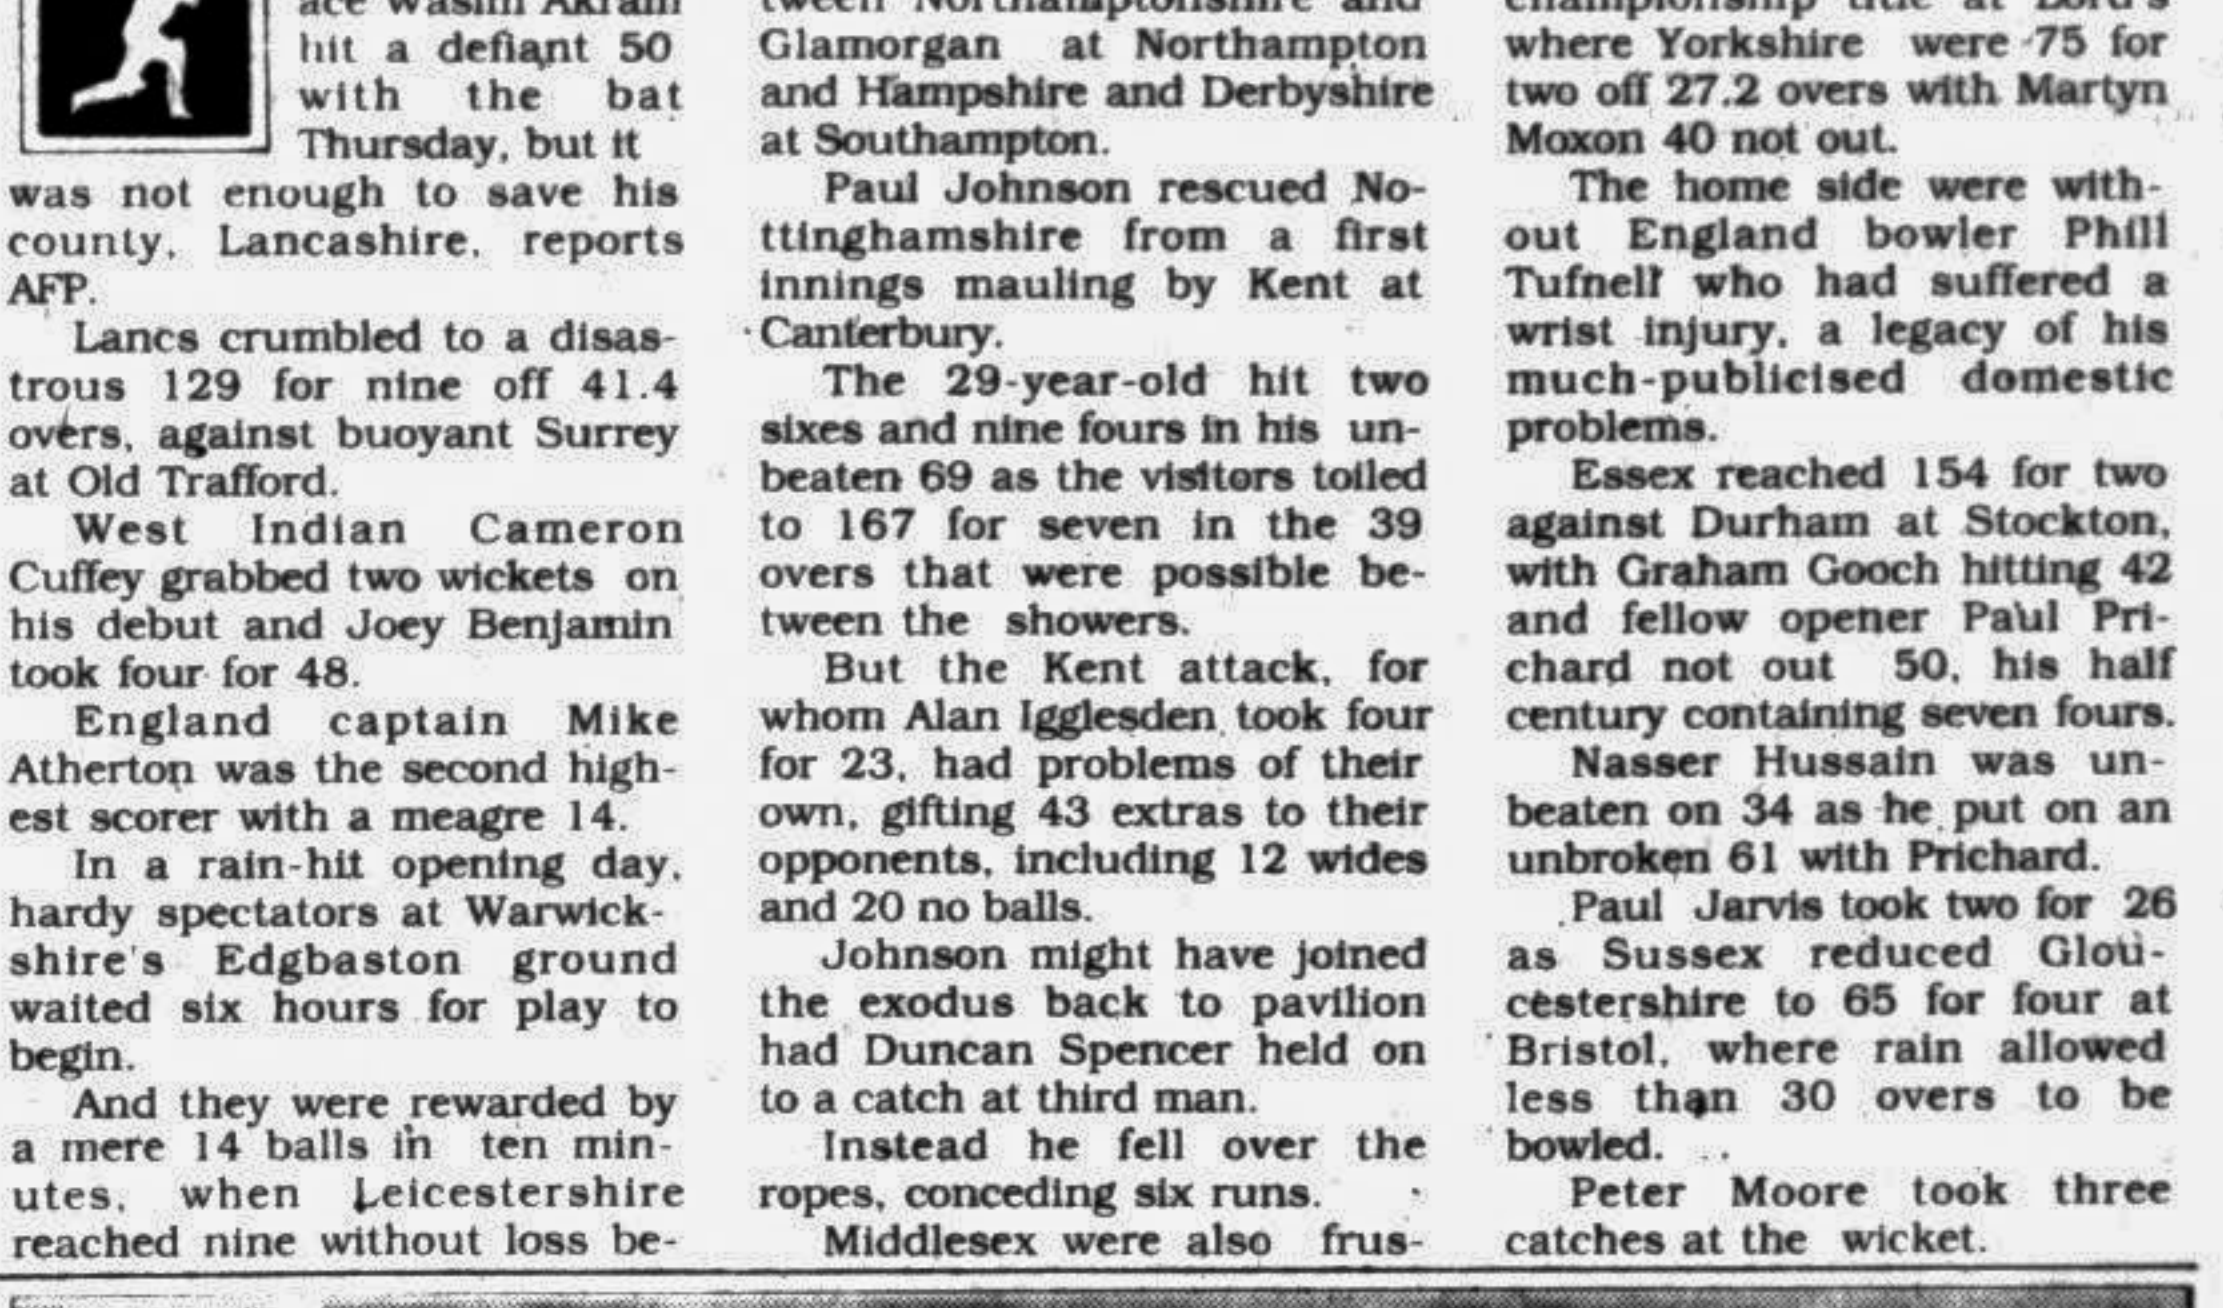 ace Wasim Akram
hit a defiant 50
with the bat
Thursday, but it
was not enough to save his
county, Lancashire, reports
AFP.
Lancs crumbled to a disas-
trous 129 for nine off 41.4
overs, against buoyant Surrey
at Old Trafford.
West Indian Cameron
Cuffey grabbed two wickets on
his debut and Joey Benjamin
took four for 48.
England captain Mike
Atherton was the second high-
est scorer with a meagre 14.
In a rain-hit opening day,
hardy spectators at Warwick-
shire's Edgbaston ground
waited six hours for play to
begin.
And they were rewarded by
a mere 14 balls in ten min-
utes, when Leicestershire
reached nine without loss be-
tween Northamptonshire and
Glamorgan at Northampton
and Hampshire and Derbyshire
at Southampton.
Paul Johnson rescued No-
ttinghamshire from a first
innings mauling by Kent at
Canterbury.
The 29-year-old hit two
sixes and nine fours in his un-
beaten 69 as the visitors toiled
to 167 for seven in the 39
overs that were possible be-
tween the showers.
But the Kent attack, for
whom Alan Igglesden took four
for 23, had problems of their
own, gifting 43 extras to their
opponents, including 12 wides
and 20 no balls.
Johnson might have joined
the exodus back to pavilion
had Duncan Spencer held on
to a catch at third man.
Instead he fell over the
ropes, conceding six runs.
Middlesex were also frus-
championship title at Lord's
where Yorkshire were 75 for
two off 27.2 overs with Martyn
Moxon 40 not out.
The home side were with-
out England bowler Phill
Tufnell who had suffered a
wrist injury, a legacy of his
much-publicised domestic
problems.
Essex reached 154 for two
against Durham at Stockton,
with Graham Gooch hitting 42
and fellow opener Paul Pri-
chard not out 50, his half
century containing seven fours.
Nasser Hussain was un-
beaten on 34 as he put on an
unbroken 61 with Prichard.
Paul Jarvis took two for 26
as Sussex reduced Glou-
cestershire to 65 for four at
Bristol, where rain allowed
less than 30 overs to be
bowled.
Peter Moore took three
catches at the wicket.